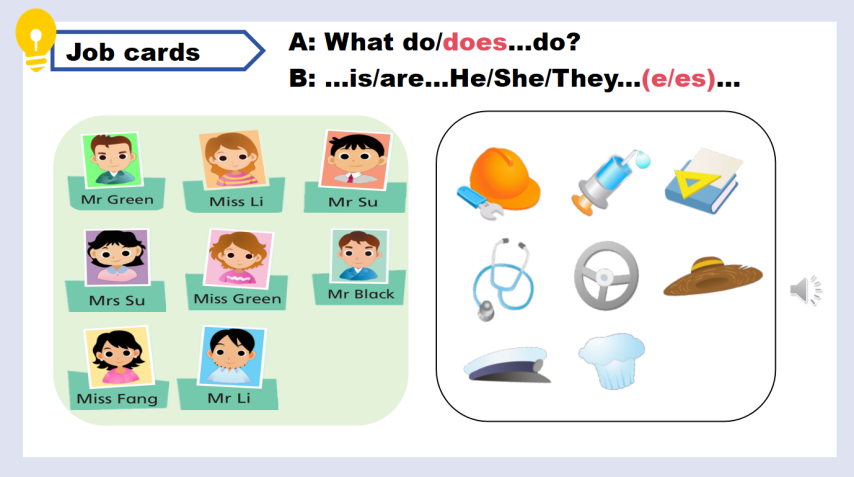 Job cards
A: What do/does...do?
B: ...is/are...He/She/They...(e/es)...
Mr Green
Miss Li
Mr Su
Mrs Su
Miss Green
Mr Black
Miss Fang
Mr Li